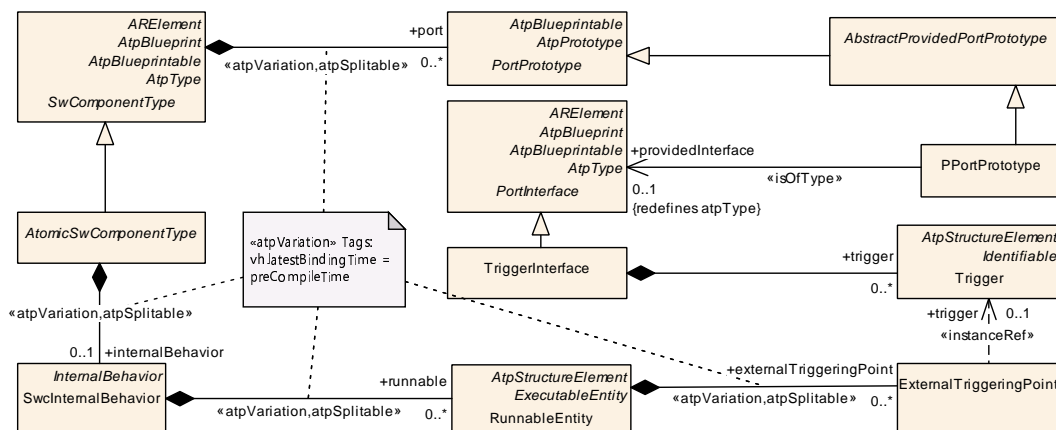 ARElement
AtpBlueprint
AtpBlueprintable
AtpType
SwComponentType
+port
«atpVariation,atpSplitable»
0..*
AtpBlueprintable
AtpPrototype
PortPrototype
AbstractProvidedPortPrototype
ARElement
AtpBlueprint
AtpBlueprintable
AtpType
PortInterface
+providedInterface
«isOfType»
0..1
{redefines atpType}
PPortPrototype
AtomicSwComponentType
«atpVariation» Tags:
vh.latestBindingTime =
preCompileTime
TriggerInterface
+trigger
0..*
AtpStructureElement
Identifiable
Trigger
«atpVariation,atpSplitable»
0..1 +internalBehavior
+trigger 0..1
«instanceRef»
InternalBehavior
SwcInternalBehavior
+runnable
«atpVariation,atpSplitable»
0..*
AtpStructureElement
ExecutableEntity
RunnableEntity
+externalTriggeringPoint
«atpVariation,atpSplitable»
0..*
ExternalTriggeringPoint